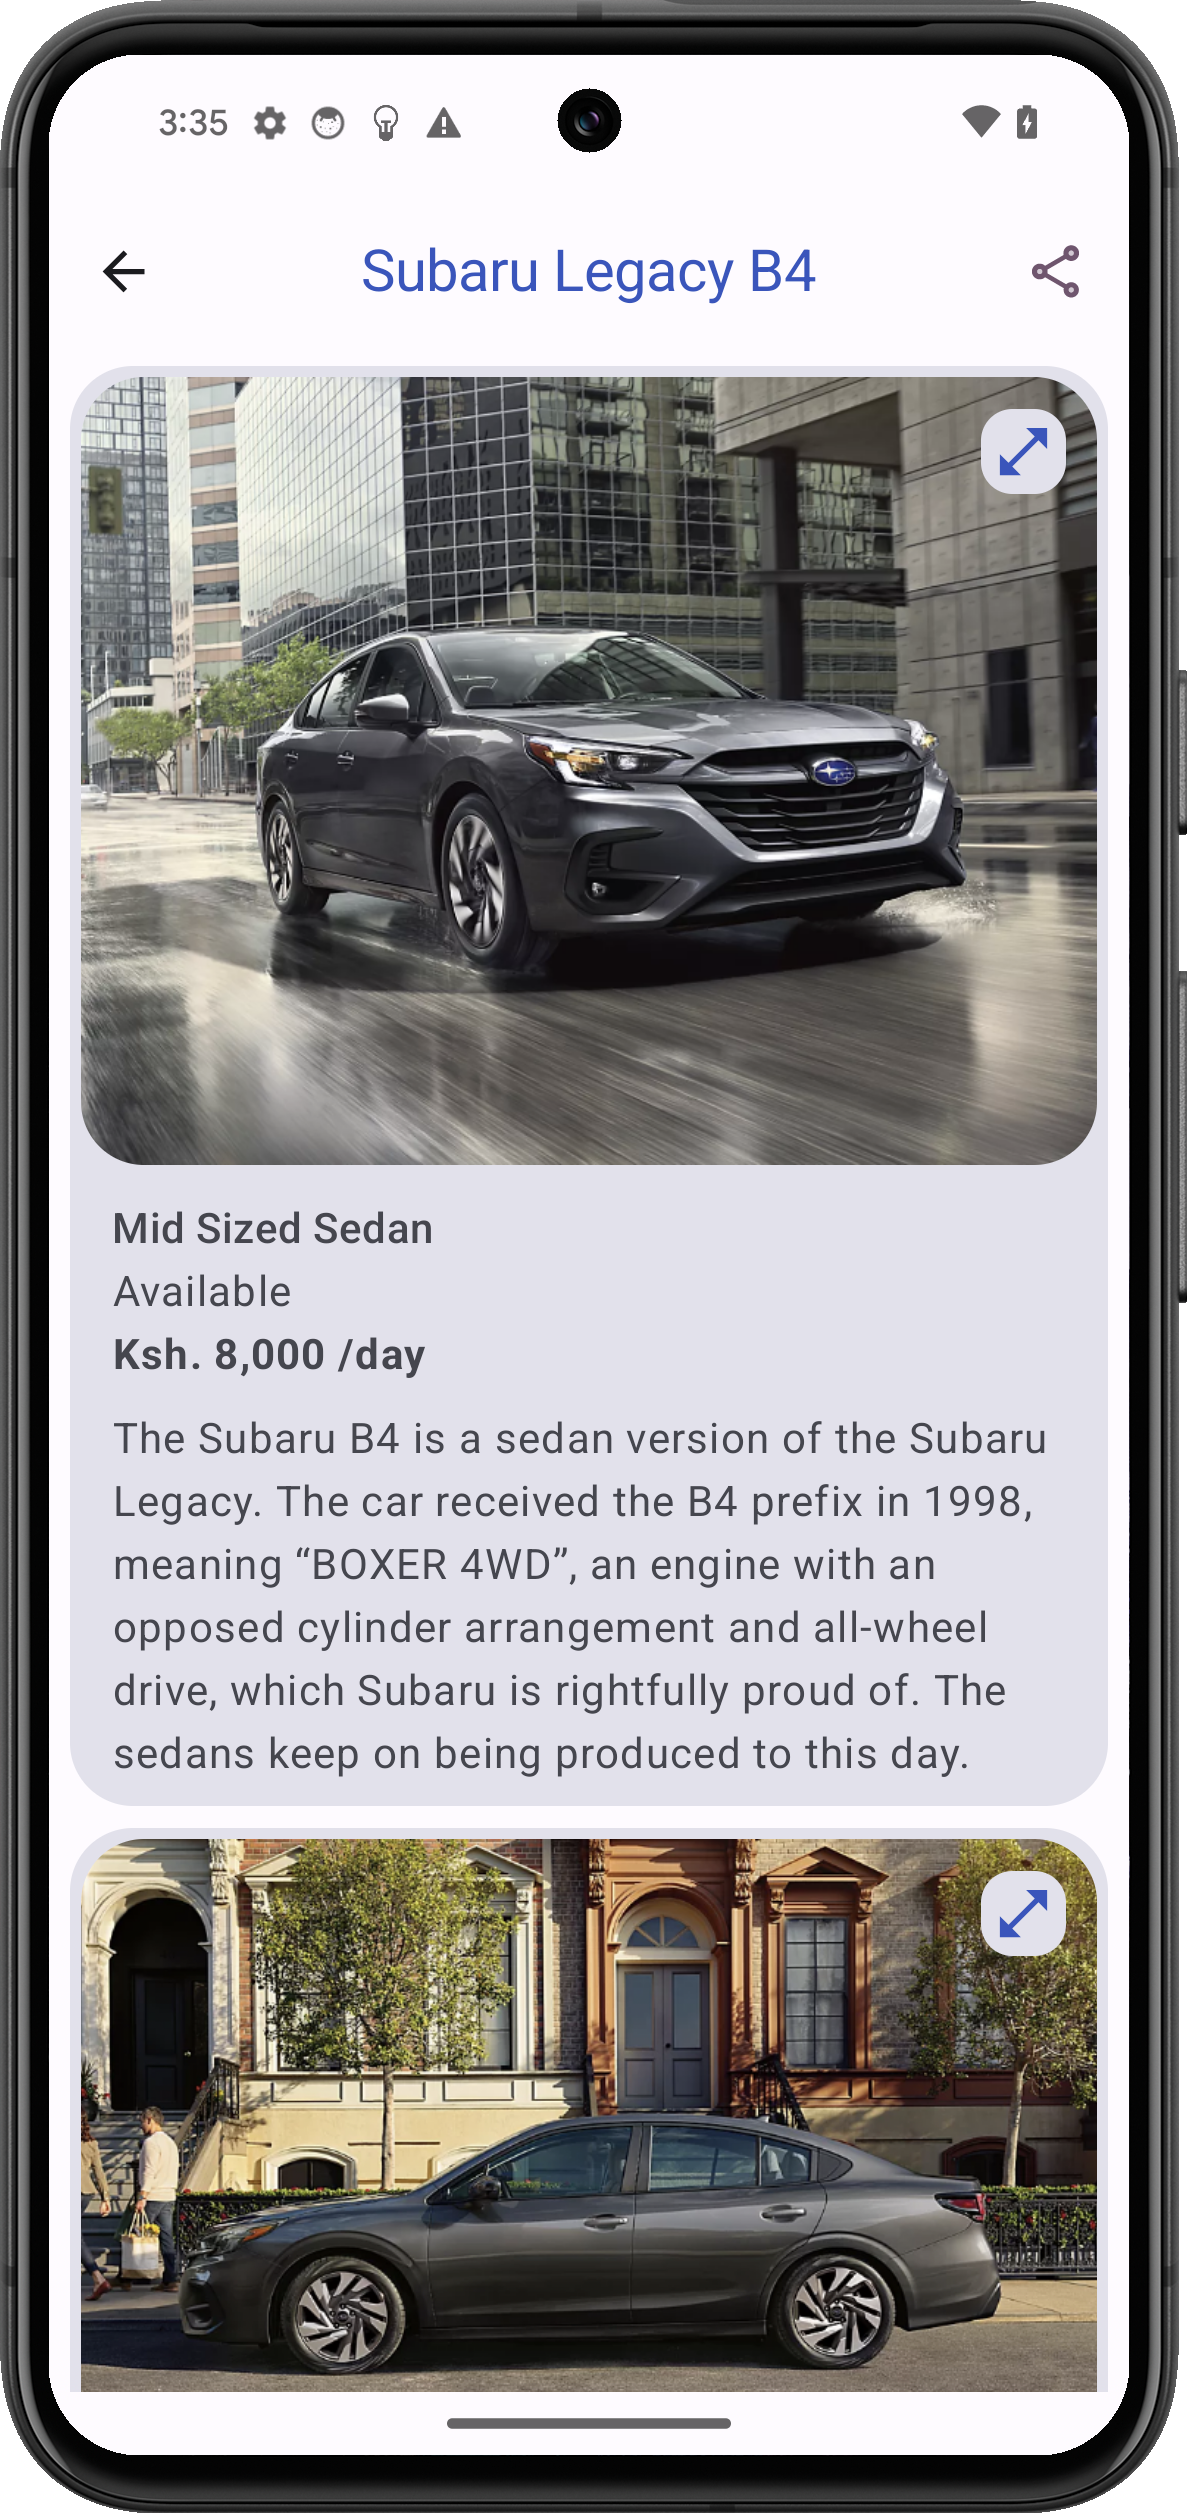 3:35
Subaru Legacy B4
Mid Sized Sedan
Available
Ksh. 8,000 /day
The Subaru B4 is a sedan version of the Subaru
Legacy. The car received the B4 prefix in 1998,
meaning “BOXER 4WD”, an engine with an
opposed cylinder arrangement and all-wheel
drive, which Subaru is rightfully proud of. The
sedans keep on being produced to this day.